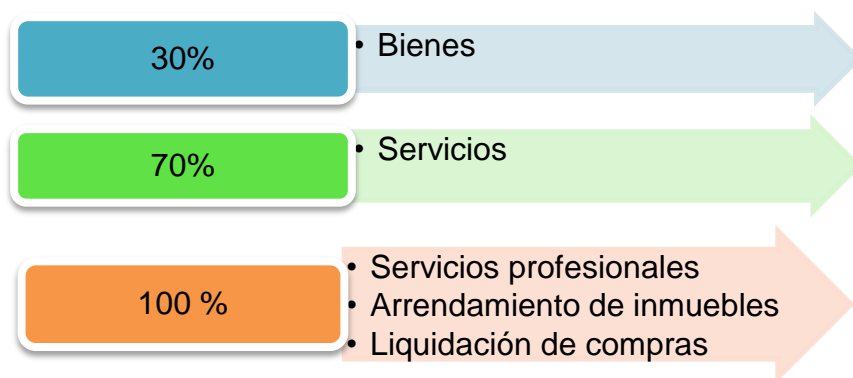 30%
• Bienes
70%
• Servicios
100 %
• Servicios profesionales
• Arrendamiento de inmuebles
• Liquidación de compras